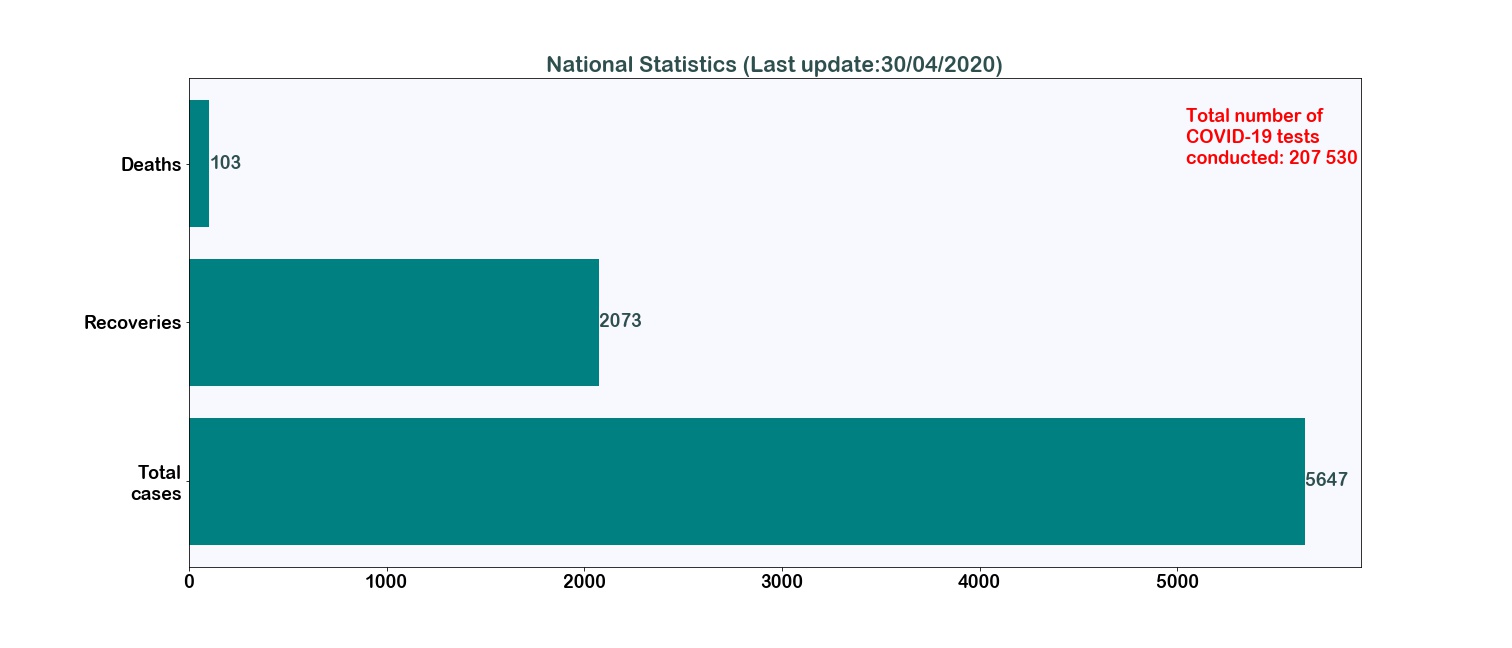 National Statistics (Last update:30/04/2020)
Total number of
COVID-19 tests
conducted: 207 530
Deaths
103
Recoveries
2073
Total
cases
5647
0 1000 2000 3000 4000 5000